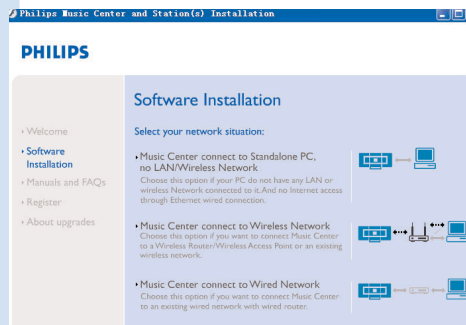 Philips Music Center and Station(s) Installation
PHILIPS
Software Installation
Welcome
Software
Installation
Manuals and FAQs
Register
About upgrades
Select your network situation:
Music Center connect to Standalone PC,
no LAN/Wireless Network
Choose this option if your PC do not have any LAN or
wireless Network connected to it.And no Internet access
through Ethernet wired connection.
Music Center connect to Wireless Network
Choose this option if you want to connect Music Center
to a Wireless Router/Wireless Access Point or an existing
wireless network.
Music Center connect to Wired Network
Choose this option if you want to connect Music Center
to an existing wired network with wired router.